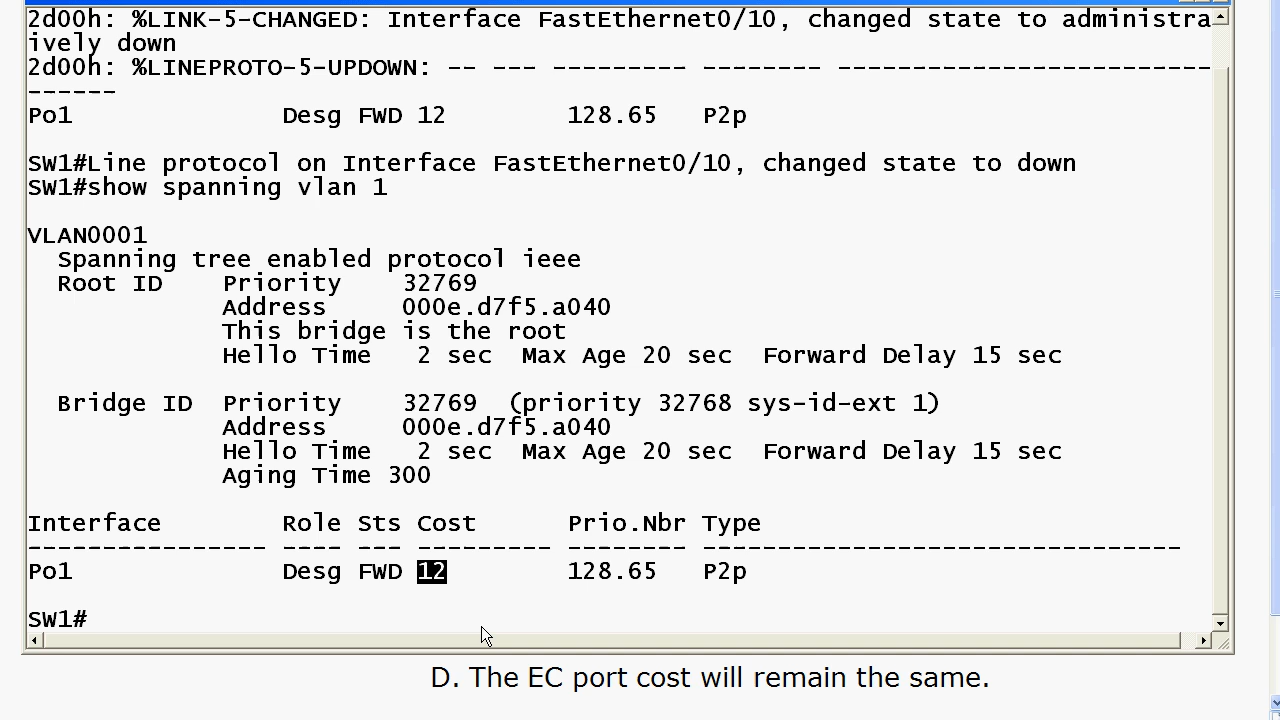 2d00h: %LINK-5-CHANGED: Interface FastEthernet0/10, changed state to administra
ively down
2d00h: %LINEPROTO-5-UPDOWN: -- --- --------- -------- -------------------------
------
Po1              Desg FWD 12        128.65   P2p
SW1#Line protocol on Interface FastEthernet0/10, changed state to down
SW1#show spanning vlan 1
VLAN0001
  Spanning tree enabled protocol ieee
  Root ID    Priority    32769
             Address     000e.d7f5.a040
             This bridge is the root
             Hello Time   2 sec  Max Age 20 sec  Forward Delay 15 sec
  Bridge ID  Priority    32769  (priority 32768 sys-id-ext 1)
             Address     000e.d7f5.a040
             Hello Time   2 sec  Max Age 20 sec  Forward Delay 15 sec
             Aging Time 300
Interface        Role Sts Cost      Prio.Nbr Type
---------------- ---- --- --------- -------- --------------------------------
Po1              Desg FWD 12        128.65   P2p
SW1#
D. The EC port cost will remain the same.